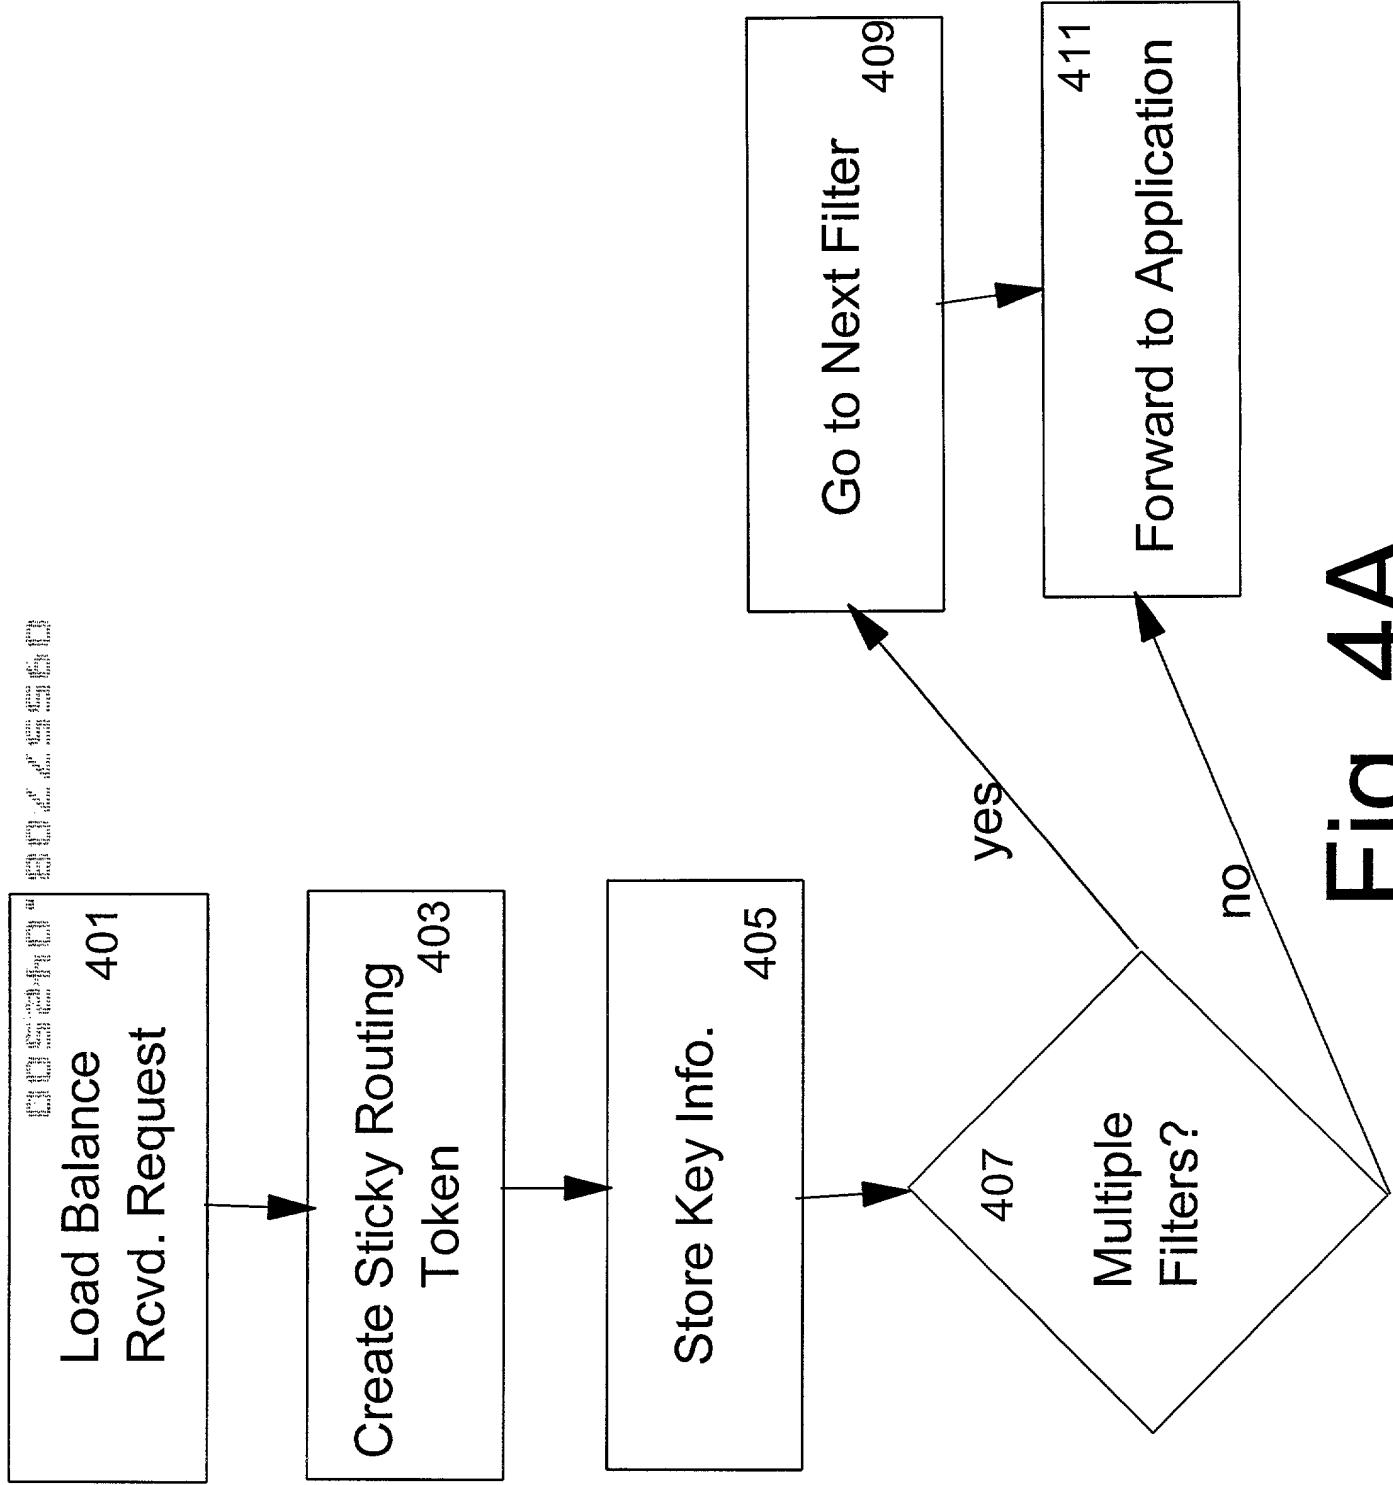 Load Balance
Rcvd. Request
401
Create Sticky Routing
Token
403
Store Key Info.
405
407
Multiple
Filters?
yes
no
Go to Next Filter
409
Forward to Application
411
Fig. 4A